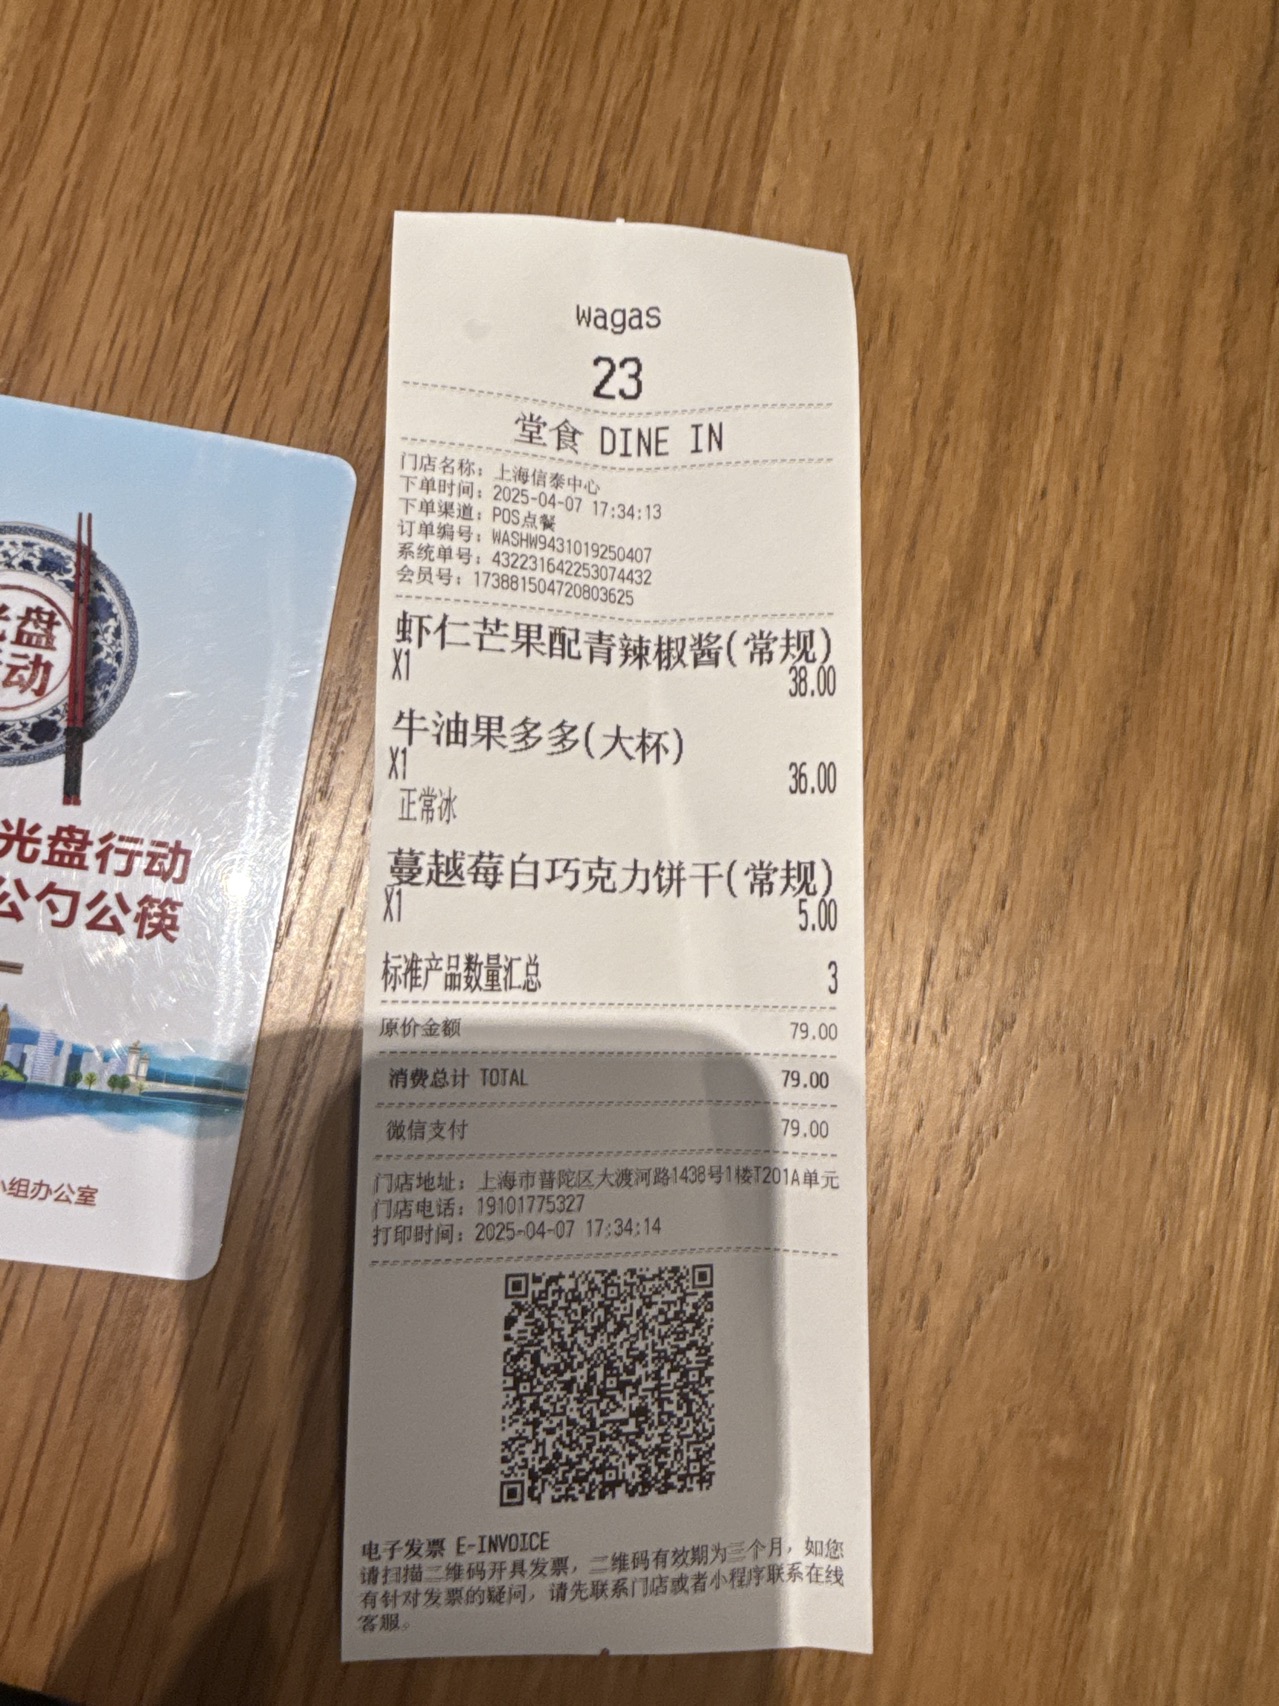 wagas
23
堂食 DINE IN
门店名称：上海信泰中心
下单时间：2025-04-07 17:34:13
下单渠道：POS点餐
订单编号：WASHW9431019250407
系统单号：432231642253074432
会员号：173881504720803625
虾仁芒果配青辣椒酱(常规)
X1 38.00
牛油果多多(大杯)
X1 36.00
正常冰
蔓越莓白巧克力饼干(常规)
X1 5.00
标准产品数量汇总 3
原价金额 79.00
消费总计 TOTAL 79.00
微信支付 79.00
门店地址：上海市普陀区大渡河路1438号1楼T201A单元
门店电话：19101775327
打印时间：2025-04-07 17:34:14
电子发票 E-INVOICE
请扫描二维码开具发票，二维码有效期为三个月，如您
有针对发票的疑问，请先联系门店或者小程序联系在线
客服。
光盘
动
光盘行动
公勺公筷
小组办公室